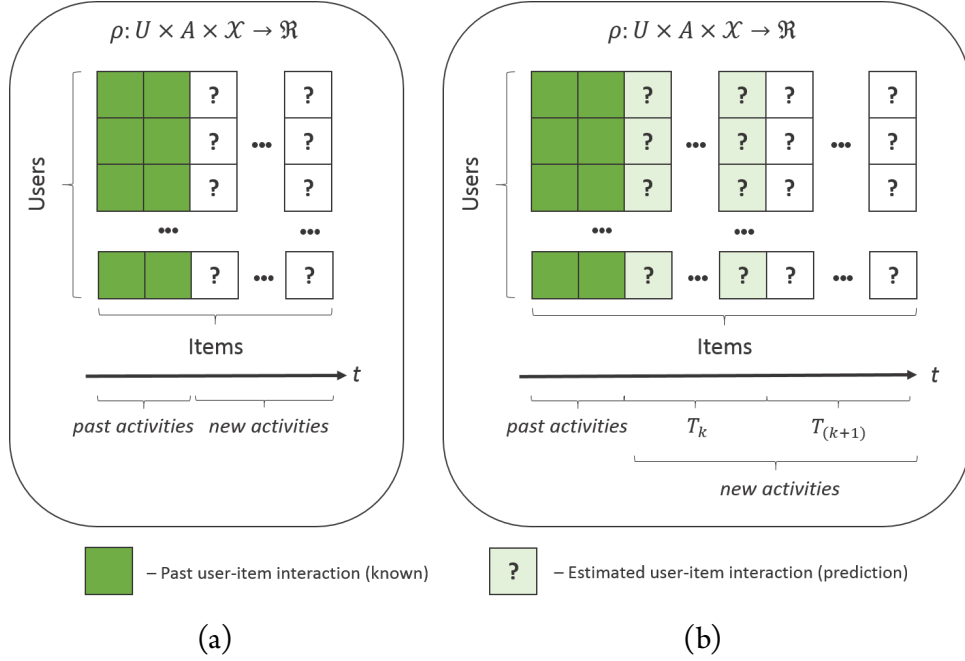 ρ: U × A × 𝒳 → ℜ
? ?
? ... ?
? ?
... ...
? ... ?
Users
Items
t
past activities new activities
ρ: U × A × 𝒳 → ℜ
? ? ? ?
? ... ? ? ... ?
? ? ? ?
... ...
? ... ? ? ... ?
Users
Items
t
past activities T_k T_(k+1)
new activities
– Past user-item interaction (known)
? – Estimated user-item interaction (prediction)
(a) (b)